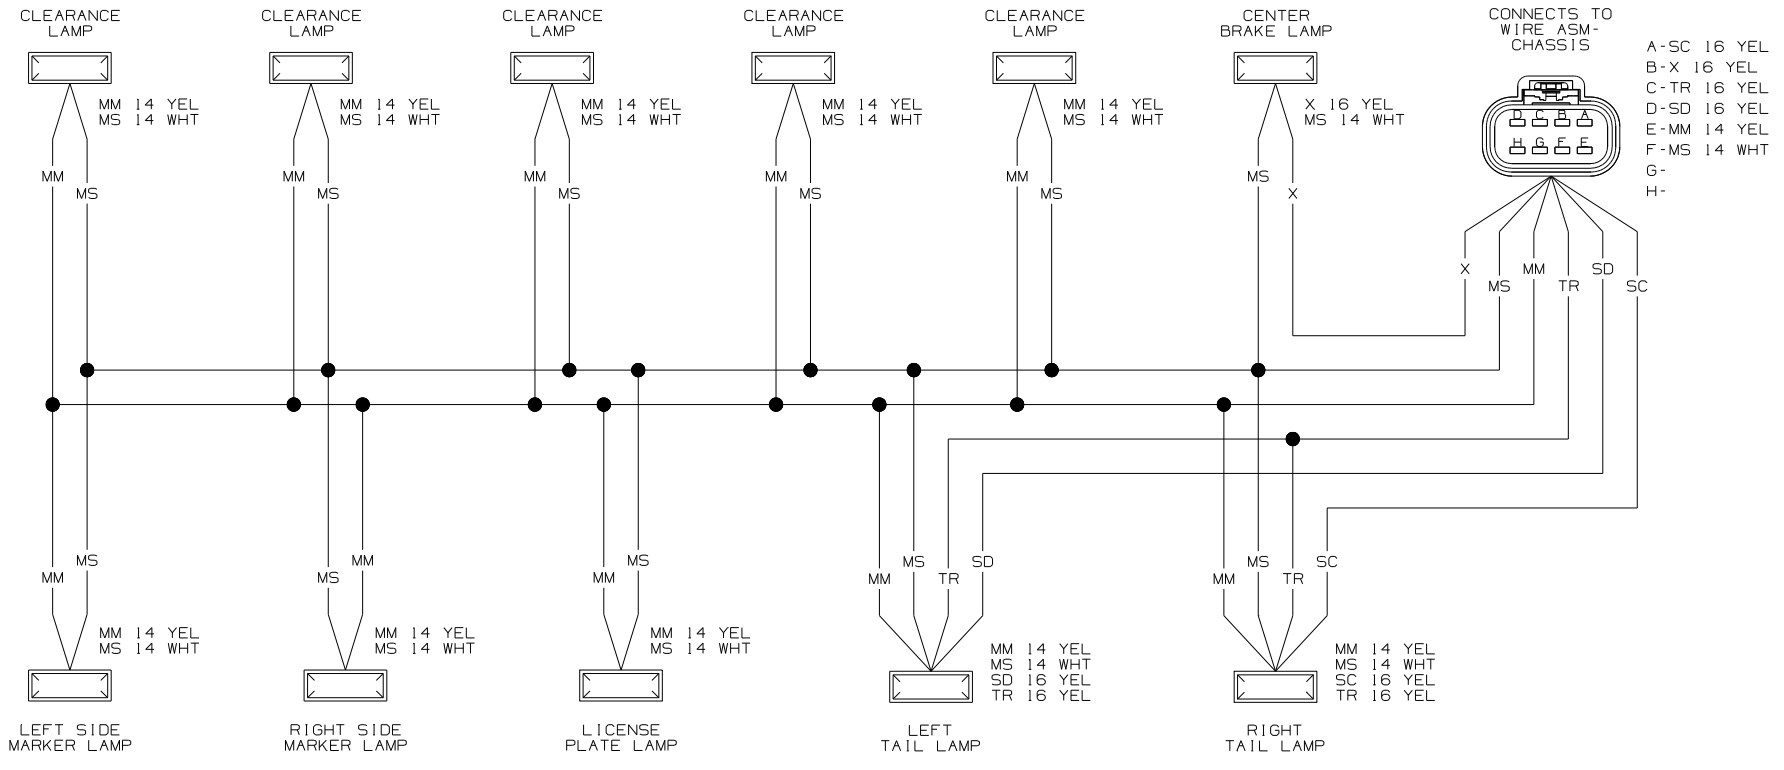 CLEARANCE
LAMP
CLEARANCE
LAMP
CLEARANCE
LAMP
CLEARANCE
LAMP
CLEARANCE
LAMP
CENTER
BRAKE LAMP
CONNECTS TO
WIRE ASM-
CHASSIS
A-SC 16 YEL
B-X 16 YEL
C-TR 16 YEL
D-SD 16 YEL
E-MM 14 YEL
F-MS 14 WHT
G-
H-
MM 14 YEL
MS 14 WHT
MM 14 YEL
MS 14 WHT
MM 14 YEL
MS 14 WHT
MM 14 YEL
MS 14 WHT
MM 14 YEL
MS 14 WHT
X 16 YEL
MS 14 WHT
D C B A
H G F E
MM MS
MM MS
MM MS
MM MS
MM MS
MS X
X MS MM TR SD SC
MM MS
MS MM
MM MS
MM MS TR SD
MM MS TR SC
MM 14 YEL
MS 14 WHT
MM 14 YEL
MS 14 WHT
MM 14 YEL
MS 14 WHT
MM 14 YEL
MS 14 WHT
SD 16 YEL
TR 16 YEL
MM 14 YEL
MS 14 WHT
SC 16 YEL
TR 16 YEL
LEFT SIDE
MARKER LAMP
RIGHT SIDE
MARKER LAMP
LICENSE
PLATE LAMP
LEFT
TAIL LAMP
RIGHT
TAIL LAMP